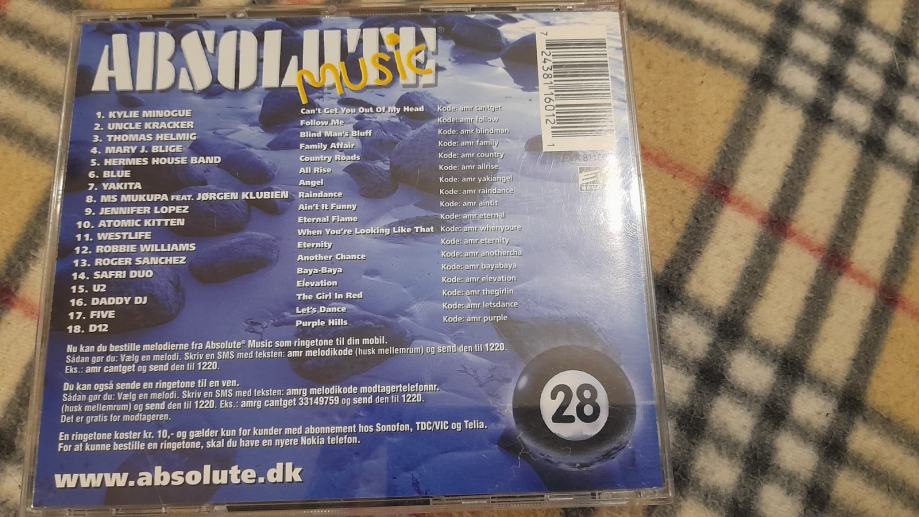 ABSOLUTE
music
7 24381 16012 1
1. KYLIE MINOGUE Can't Get You Out Of My Head Kode: amr cantget
2. UNCLE KRACKER Follow Me Kode: amr follow
3. THOMAS HELMIG Blind Man's Bluff Kode: amr blindman
4. MARY J. BLIGE Family Affair Kode: amr family
5. HERMES HOUSE BAND Country Roads Kode: amr country
6. BLUE All Rise Kode: amr allrise
7. YAKITA Angel Kode: amr yakiangel
8. MS MUKUPA FEAT. JØRGEN KLUBIEN Raindance Kode: amr raindance
9. JENNIFER LOPEZ Ain't It Funny Kode: amr aintit
10. ATOMIC KITTEN Eternal Flame Kode: amr eternal
11. WESTLIFE When You're Looking Like That Kode: amr whenyoure
12. ROBBIE WILLIAMS Eternity Kode: amr eternity
13. ROGER SANCHEZ Another Chance Kode: amr anothercha
14. SAFRI DUO Baya-Baya Kode: amr bayabaya
15. U2 Elevation Kode: amr elevation
16. DADDY DJ The Girl In Red Kode: amr thegirlin
17. FIVE Let's Dance Kode: amr letsdance
18. D12 Purple Hills Kode: amr purple
Nu kan du bestille melodierne fra Absolute® Music som ringetone til din mobil.
Sådan gør du: Vælg en melodi. Skriv en SMS med teksten: amr melodikode (husk mellemrum) og send den til 1220.
Eks.: amr cantget og send den til 1220.
Du kan også sende en ringetone til en ven.
Sådan gør du: Vælg en melodi. Skriv en SMS med teksten: amrg melodikode modtagertelefonnr.
(husk mellemrum) og send den til 1220. Eks.: amrg cantget 33149759 og send den til 1220.
Det er gratis for modtageren.
En ringetone koster kr. 10,- og gælder kun for kunder med abonnement hos Sonofon, TDC/VIC og Telia.
For at kunne bestille en ringetone, skal du have en nyere Nokia telefon.
28
www.absolute.dk